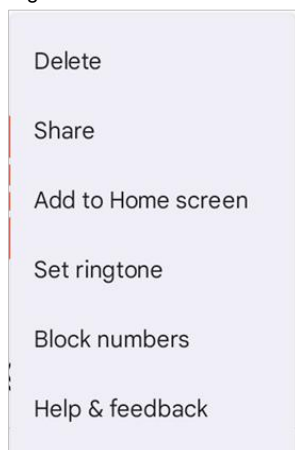 Delete
Share
Add to Home screen
Set ringtone
Block numbers
Help & feedback